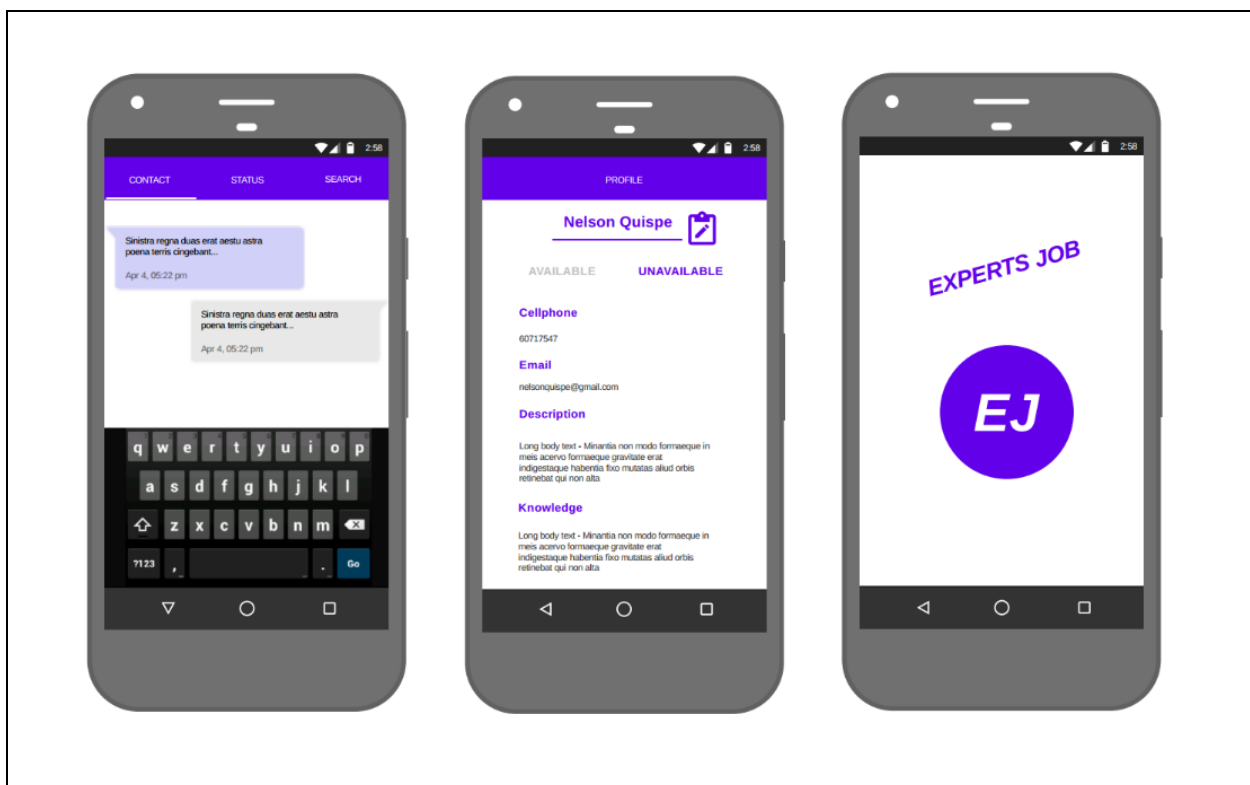 2:58
CONTACT STATUS SEARCH
Sinistra regna duas erat aestu astra
poena terris cingebant...
Apr 4, 05:22 pm
Sinistra regna duas erat aestu astra
poena terris cingebant...
Apr 4, 05:22 pm
q w e r t y u i o p
a s d f g h j k l
z x c v b n m
?123 , . Go
2:58
PROFILE
Nelson Quispe
AVAILABLE UNAVAILABLE
Cellphone
60717547
Email
nelsonquispe@gmail.com
Description
Long body text - Minantia non modo formaeque in
meis acervo formaeque gravitate erat
indigestaque habentia fixo mutatas aliud orbis
retinebat qui non alta
Knowledge
Long body text - Minantia non modo formaeque in
meis acervo formaeque gravitate erat
indigestaque habentia fixo mutatas aliud orbis
retinebat qui non alta
2:58
EXPERTS JOB
EJ